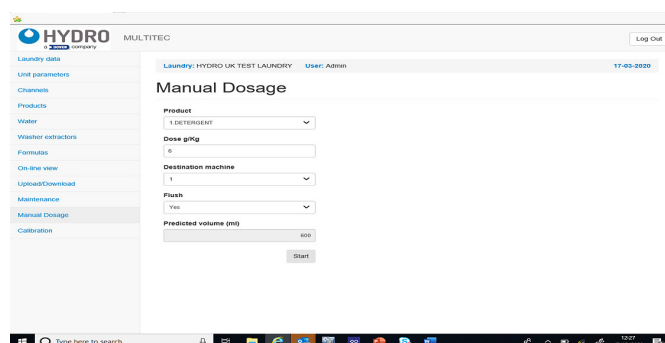 HYDRO
a DOVER company
MULTITEC
Log Out
Laundry data
Unit parameters
Channels
Products
Water
Washer extractors
Formulas
On-line view
Upload/Download
Maintenance
Manual Dosage
Calibration
Laundry: HYDRO UK TEST LAUNDRY User: Admin 17-03-2020
Manual Dosage
Product
1.DETERGENT
Dose g/Kg
6
Destination machine
1
Flush
Yes
Predicted volume (ml)
600
Start
Type here to search
12:27